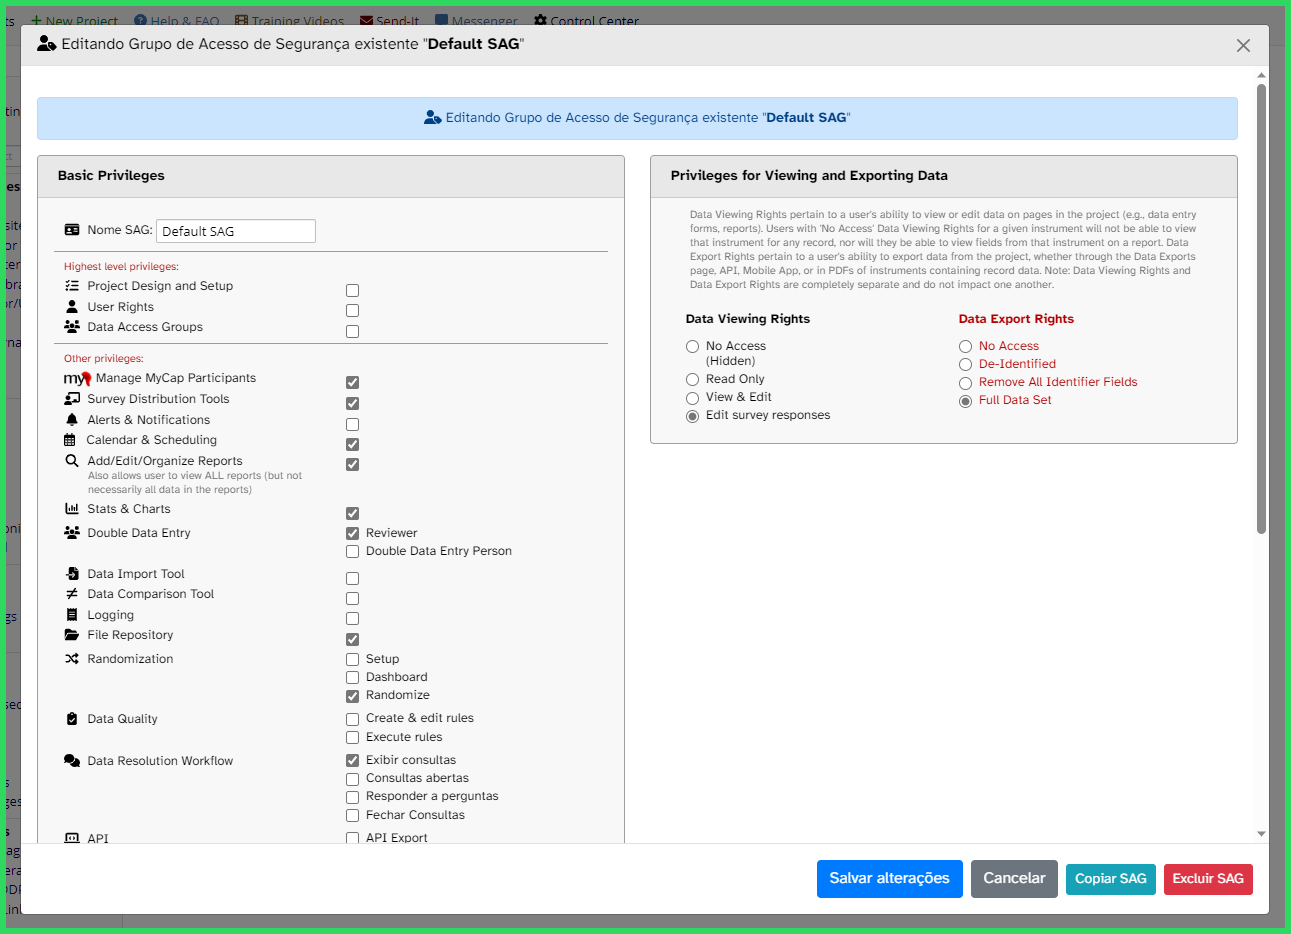 New Project Help & FAQ Training Videos Send-It Messenger Control Center
Editando Grupo de Acesso de Segurança existente "Default SAG"
Editando Grupo de Acesso de Segurança existente "Default SAG"
Basic Privileges
Nome SAG: Default SAG
Highest level privileges:
Project Design and Setup
User Rights
Data Access Groups
Other privileges:
my Manage MyCap Participants
Survey Distribution Tools
Alerts & Notifications
Calendar & Scheduling
Add/Edit/Organize Reports
Also allows user to view ALL reports (but not
necessarily all data in the reports)
Stats & Charts
Double Data Entry Reviewer
Double Data Entry Person
Data Import Tool
Data Comparison Tool
Logging
File Repository
Randomization Setup
Dashboard
Randomize
Data Quality Create & edit rules
Execute rules
Data Resolution Workflow Exibir consultas
Consultas abertas
Responder a perguntas
Fechar Consultas
API API Export
Privileges for Viewing and Exporting Data
Data Viewing Rights pertain to a user's ability to view or edit data on pages in the project (e.g., data entry
forms, reports). Users with 'No Access' Data Viewing Rights for a given instrument will not be able to view
that instrument for any record, nor will they be able to view fields from that instrument on a report. Data
Export Rights pertain to a user's ability to export data from the project, whether through the Data Exports
page, API, Mobile App, or in PDFs of instruments containing record data. Note: Data Viewing Rights and
Data Export Rights are completely separate and do not impact one another.
Data Viewing Rights
No Access
(Hidden)
Read Only
View & Edit
Edit survey responses
Data Export Rights
No Access
De-Identified
Remove All Identifier Fields
Full Data Set
Salvar alterações Cancelar Copiar SAG Excluir SAG